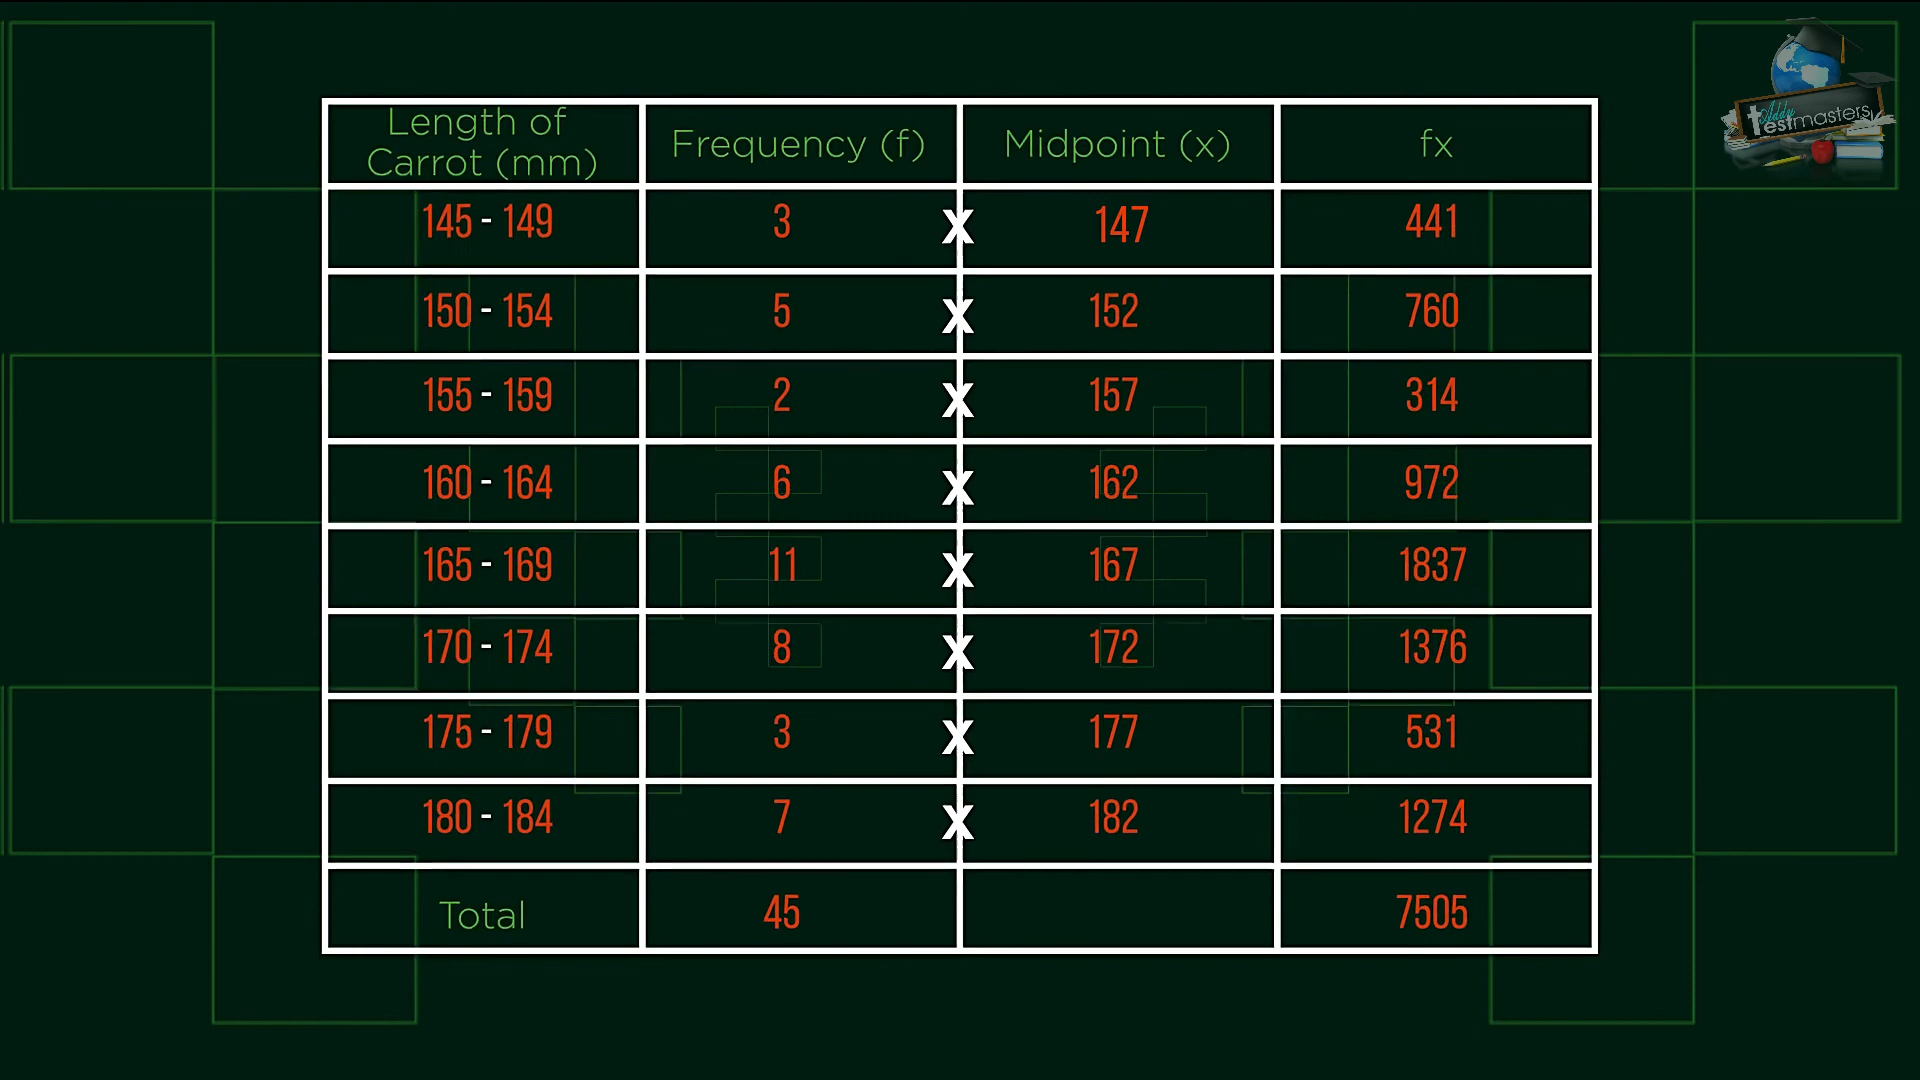 Length of Carrot (mm) Frequency (f) Midpoint (x) fx
145 - 149 3 x 147 441
150 - 154 5 x 152 760
155 - 159 2 x 157 314
160 - 164 6 x 162 972
165 - 169 11 x 167 1837
170 - 174 8 x 172 1376
175 - 179 3 x 177 531
180 - 184 7 x 182 1274
Total 45 7505
Addy
testmasters